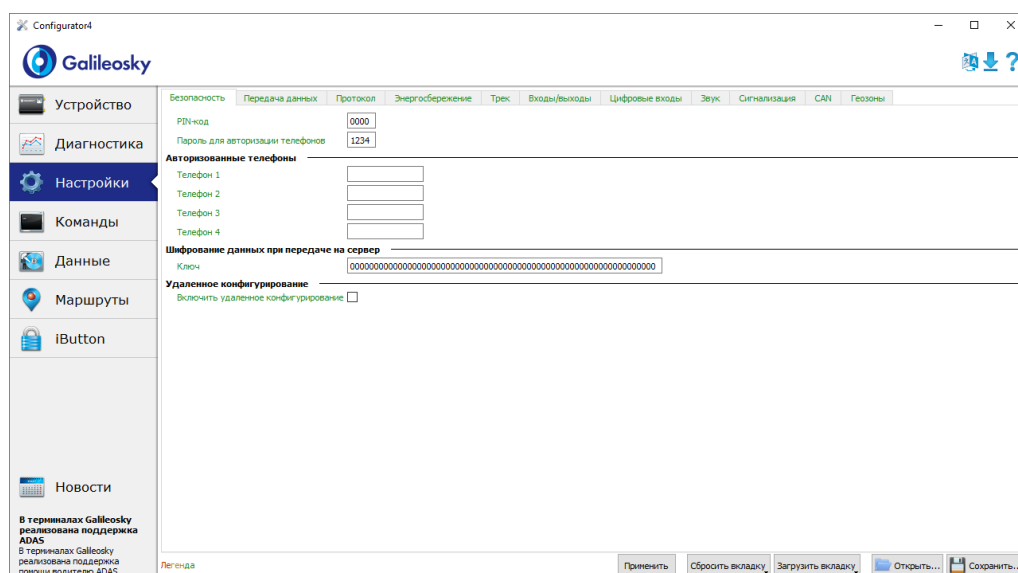 Configurator4
Galileosky
Устройство
Диагностика
Настройки
Команды
Данные
Маршруты
iButton
Новости
В терминалах Galileosky
реализована поддержка
ADAS
В терминалах Galileosky
реализована поддержка
помощи водителю ADAS
Безопасность Передача данных Протокол Энергосбережение Трек Входы/выходы Цифровые входы Звук Сигнализация CAN Геозоны
PIN-код 0000
Пароль для авторизации телефонов 1234
Авторизованные телефоны
Телефон 1
Телефон 2
Телефон 3
Телефон 4
Шифрование данных при передаче на сервер
Ключ 0000000000000000000000000000000000000000000000000000000000000000
Удаленное конфигурирование
Включить удаленное конфигурирование
Легенда
Применить Сбросить вкладку Загрузить вкладку Открыть... Сохранить...